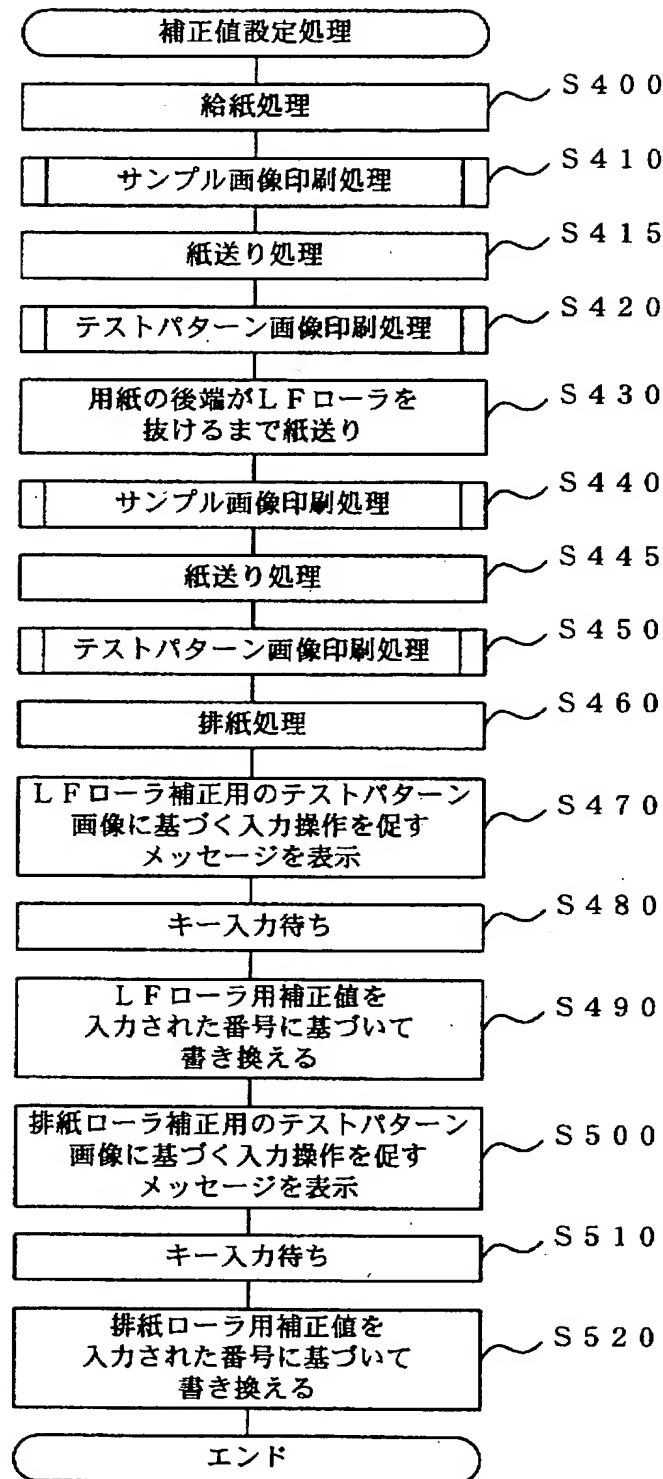 補正値設定処理
給紙処理
S400
サンプル画像印刷処理
S410
紙送り処理
S415
テストパターン画像印刷処理
S420
用紙の後端がLFローラを
抜けるまで紙送り
S430
サンプル画像印刷処理
S440
紙送り処理
S445
テストパターン画像印刷処理
S450
排紙処理
S460
LFローラ補正用のテストパターン
画像に基づく入力操作を促す
メッセージを表示
S470
キー入力待ち
S480
LFローラ用補正値を
入力された番号に基づいて
書き換える
S490
排紙ローラ補正用のテストパターン
画像に基づく入力操作を促す
メッセージを表示
S500
キー入力待ち
S510
排紙ローラ用補正値を
入力された番号に基づいて
書き換える
S520
エンド